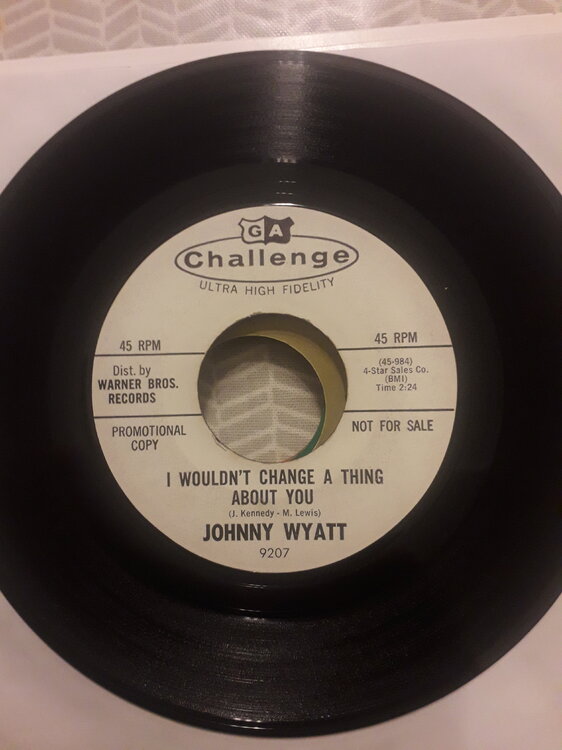 GA
Challenge
ULTRA HIGH FIDELITY
45 RPM
45 RPM
Dist. by
WARNER BROS.
RECORDS
(45-984)
4-Star Sales Co.
(BMI)
Time 2:24
PROMOTIONAL
COPY
NOT FOR SALE
I WOULDN'T CHANGE A THING
ABOUT YOU
(J. Kennedy - M. Lewis)
JOHNNY WYATT
9207